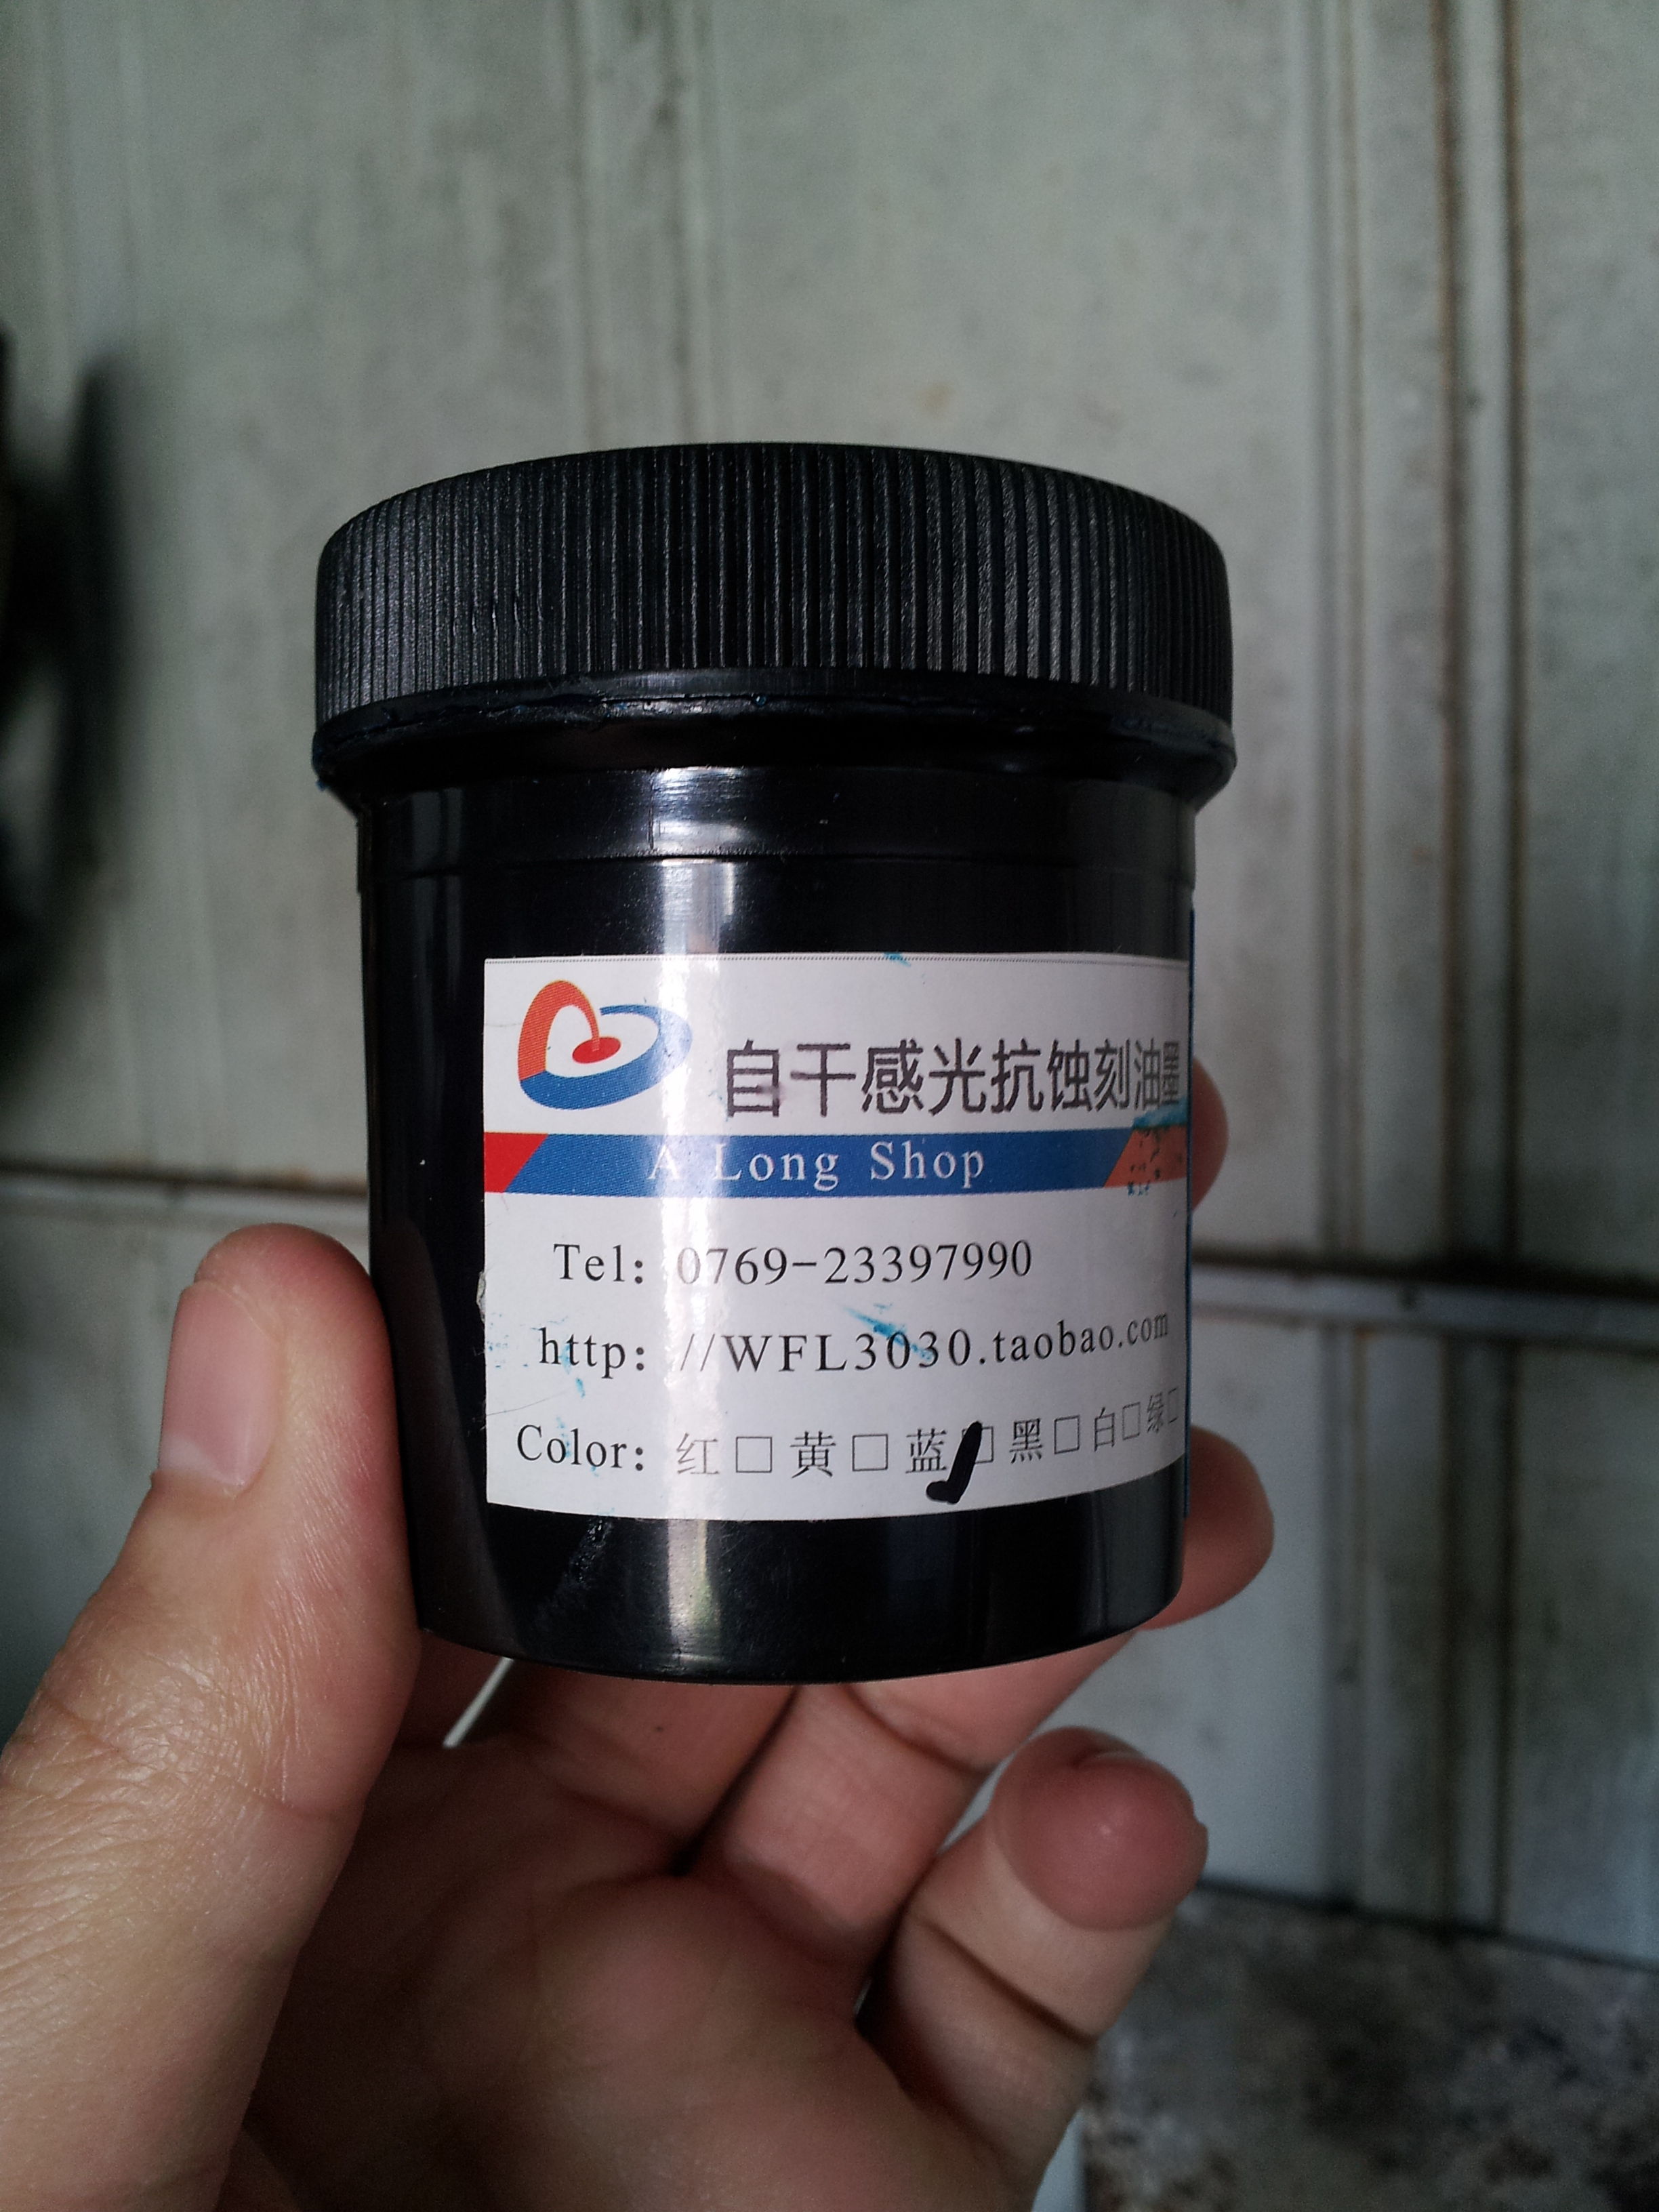 自干感光抗蚀刻油墨
A Long Shop
Tel: 0769-23397990
http: //WFL3030.taobao.com
Color: 红□ 黄□ 蓝☑ 黑□ 白□ 绿□